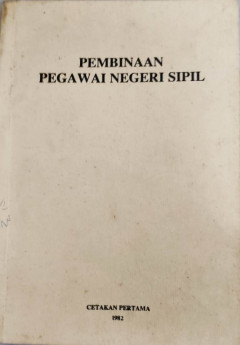 PEMBINAAN
PEGAWAI NEGERI SIPIL
CETAKAN PERTAMA
1982